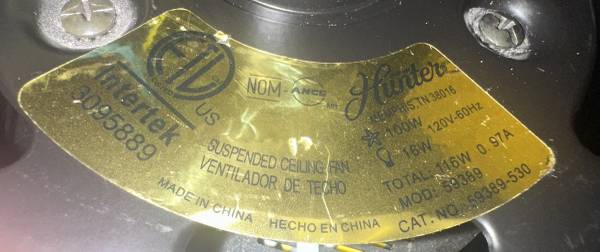 ETL
US
Intertek
3095889
NOM-ANCE
Hunter
MEMPHIS,TN 38016
100W 120V-60Hz
16W
TOTAL 116W 0.97A
MOD. 59389
CAT. NO. 59389-530
SUSPENDED CEILING FAN
VENTILADOR DE TECHO
MADE IN CHINA HECHO EN CHINA